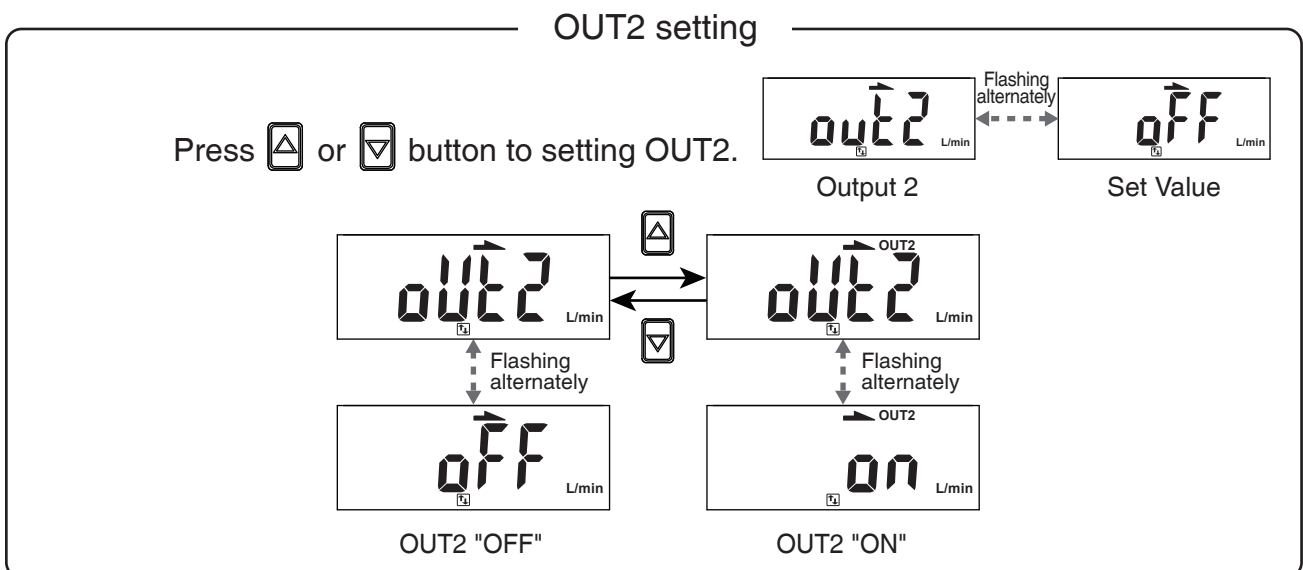 OUT2 setting
Press △ or ▽ button to setting OUT2.
out2
L/min
Flashing
alternately
oFF
L/min
Output 2
Set Value
oUt2
L/min
OUT2
oUt2
L/min
Flashing
alternately
Flashing
alternately
oFF
L/min
OUT2
on
L/min
OUT2 "OFF"
OUT2 "ON"